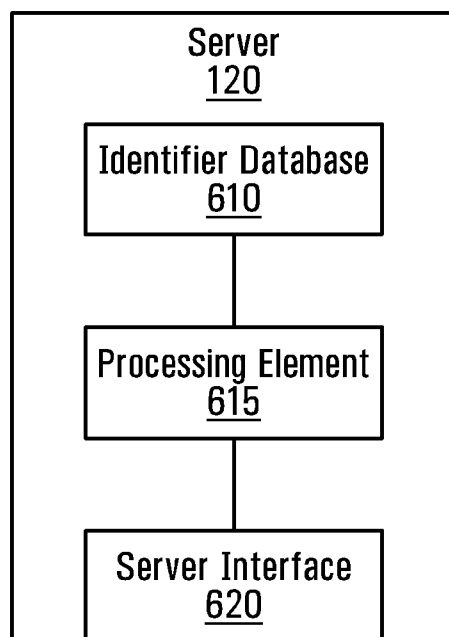 Server
120
Identifier Database
610
Processing Element
615
Server Interface
620